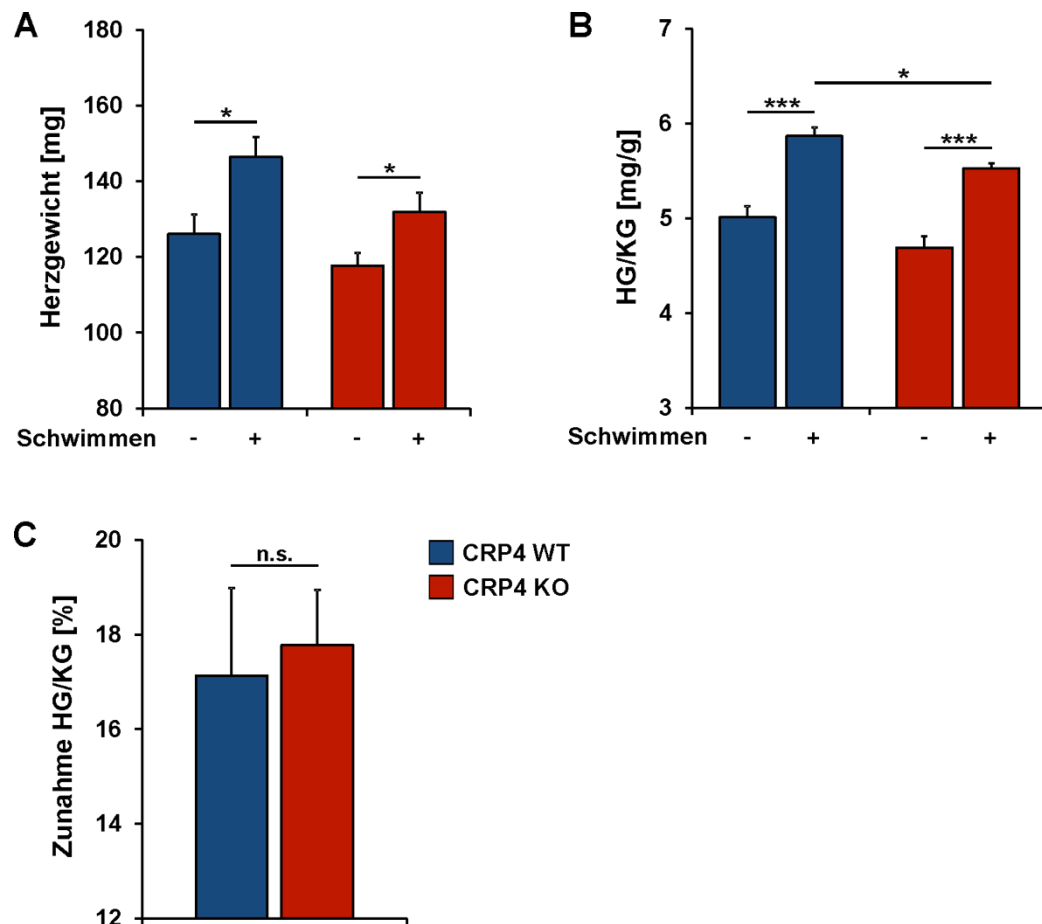 A
Herzgewicht [mg]
180
160
140
120
100
80
*
*
Schwimmen - + - +
B
HG/KG [mg/g]
7
6
5
4
3
***
*
***
Schwimmen - + - +
C
Zunahme HG/KG [%]
20
18
16
14
12
n.s.
CRP4 WT
CRP4 KO